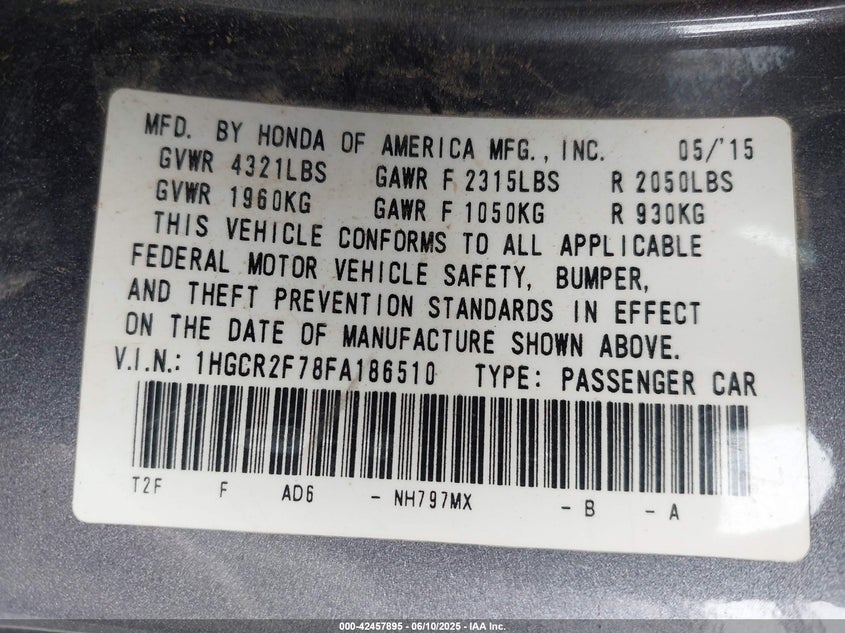 MFD. BY HONDA OF AMERICA MFG., INC. 05/'15
GVWR 4321LBS GAWR F 2315LBS R 2050LBS
GVWR 1960KG GAWR F 1050KG R 930KG
THIS VEHICLE CONFORMS TO ALL APPLICABLE
FEDERAL MOTOR VEHICLE SAFETY, BUMPER,
AND THEFT PREVENTION STANDARDS IN EFFECT
ON THE DATE OF MANUFACTURE SHOWN ABOVE.
V.I.N.: 1HGCR2F78FA186510 TYPE: PASSENGER CAR
T2F F AD6 - NH797MX - B - A
000-42457895 - 06/10/2025 - IAA Inc.